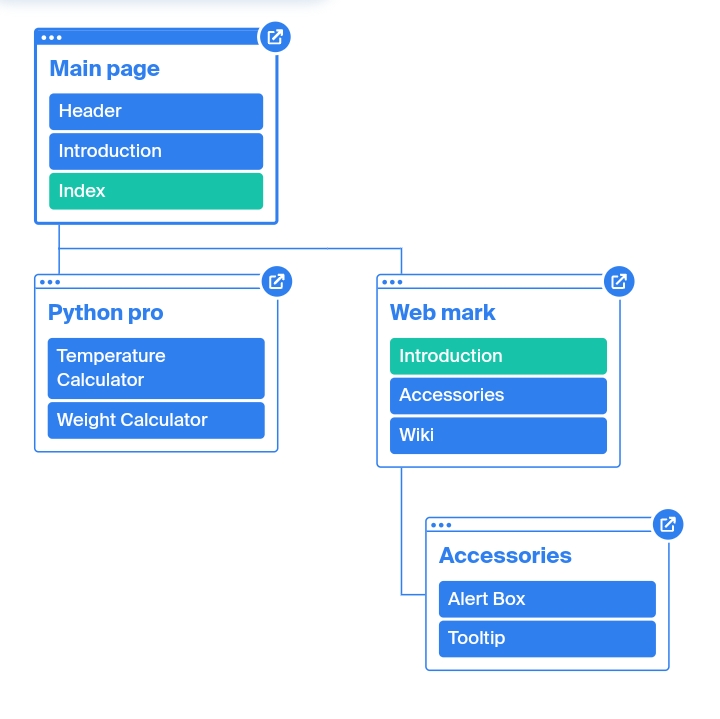 Main page
Header
Introduction
Index
Python pro
Temperature
Calculator
Weight Calculator
Web mark
Introduction
Accessories
Wiki
Accessories
Alert Box
Tooltip